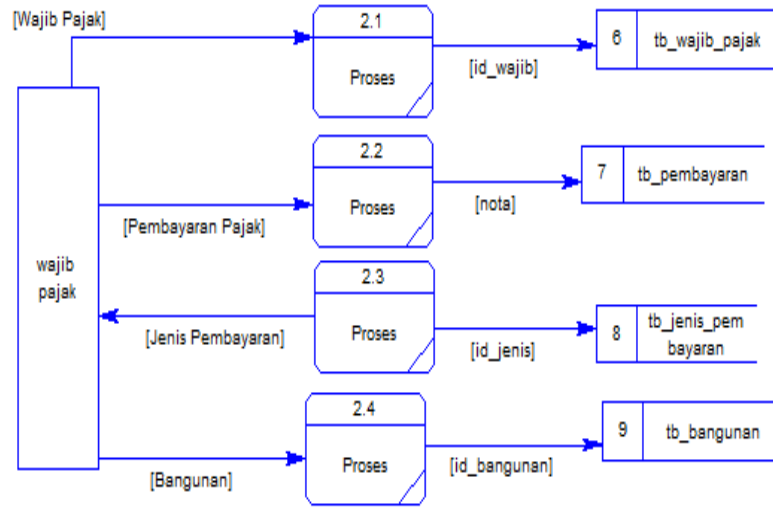 [Wajib Pajak]
2.1
Proses
[id_wajib]
6
tb_wajib_pajak
2.2
Proses
[Pembayaran Pajak]
[nota]
7
tb_pembayaran
wajib
pajak
2.3
Proses
[Jenis Pembayaran]
[id_jenis]
8
tb_jenis_pem
bayaran
2.4
Proses
[Bangunan]
[id_bangunan]
9
tb_bangunan